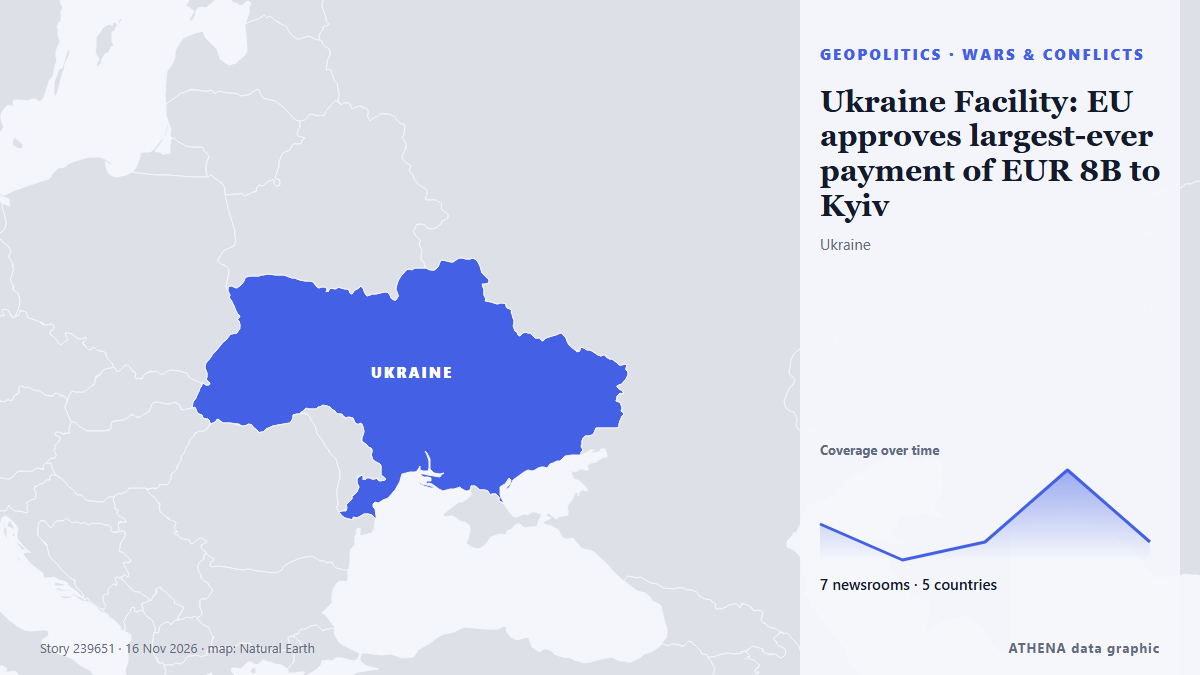 GEOPOLITICS · WARS & CONFLICTS
Ukraine Facility: EU
approves largest-ever
payment of EUR 8B to
Kyiv
Ukraine
UKRAINE
Coverage over time
7 newsrooms · 5 countries
Story 239651 · 16 Nov 2026 · map: Natural Earth
ATHENA data graphic